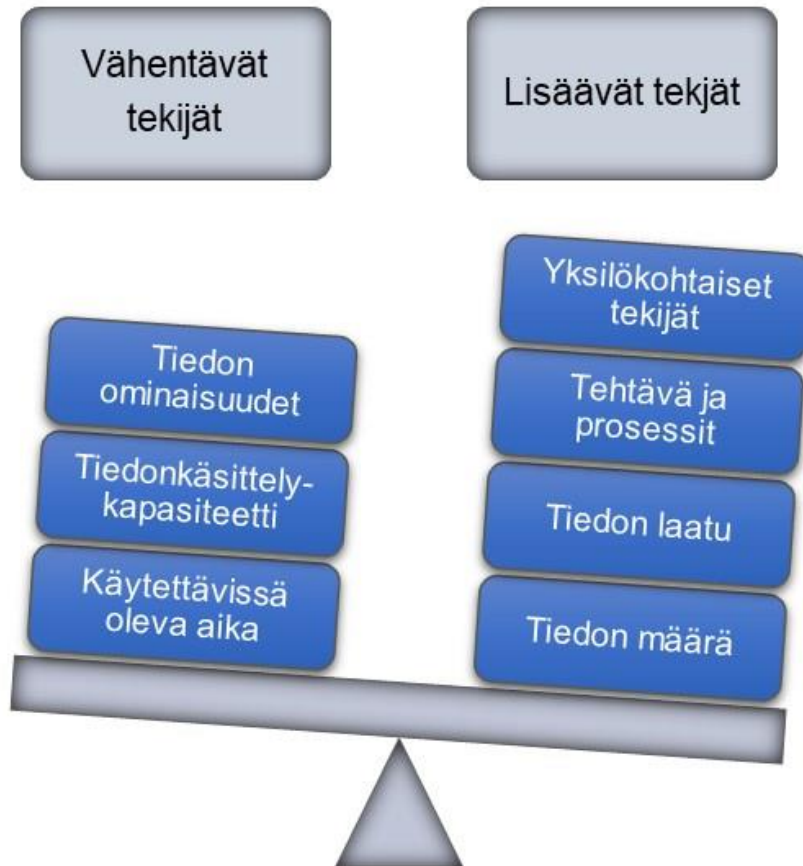 Vähentävät
tekijät
Lisäävät tekjät
Tiedon
ominaisuudet
Tiedonkäsittely-
kapasiteetti
Käytettävissä
oleva aika
Yksilökohtaiset
tekijät
Tehtävä ja
prosessit
Tiedon laatu
Tiedon määrä